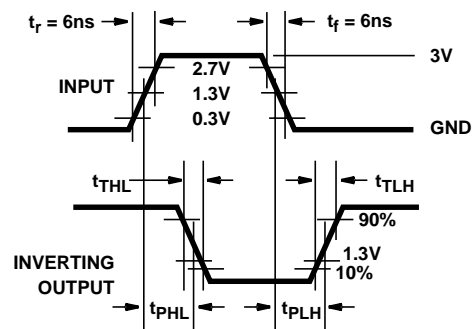 tr = 6ns
tf = 6ns
3V
INPUT
2.7V
1.3V
0.3V
GND
tTHL
tTLH
90%
1.3V
10%
INVERTING
OUTPUT
tPHL
tPLH